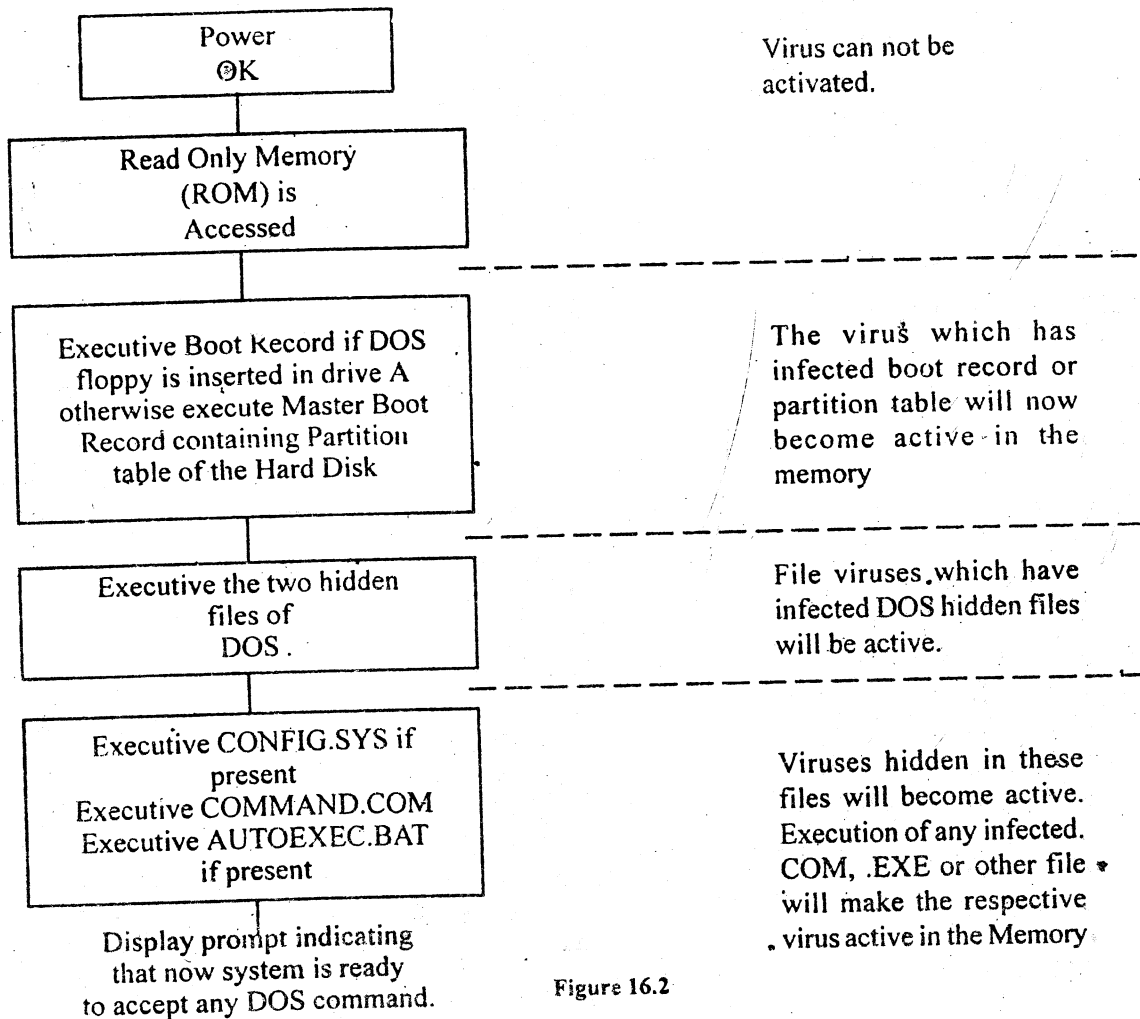 Power
OK
Virus can not be
activated.
Read Only Memory
(ROM) is
Accessed
Executive Boot Record if DOS
floppy is inserted in drive A
otherwise execute Master Boot
Record containing Partition
table of the Hard Disk
The virus which has
infected boot record or
partition table will now
become active in the
memory
Executive the two hidden
files of
DOS.
File viruses which have
infected DOS hidden files
will be active.
Executive CONFIG.SYS if
present
Executive COMMAND.COM
Executive AUTOEXEC.BAT
if present
Viruses hidden in these
files will become active.
Execution of any infected.
COM, .EXE or other file
will make the respective
virus active in the Memory
Display prompt indicating
that now system is ready
to accept any DOS command.
Figure 16.2